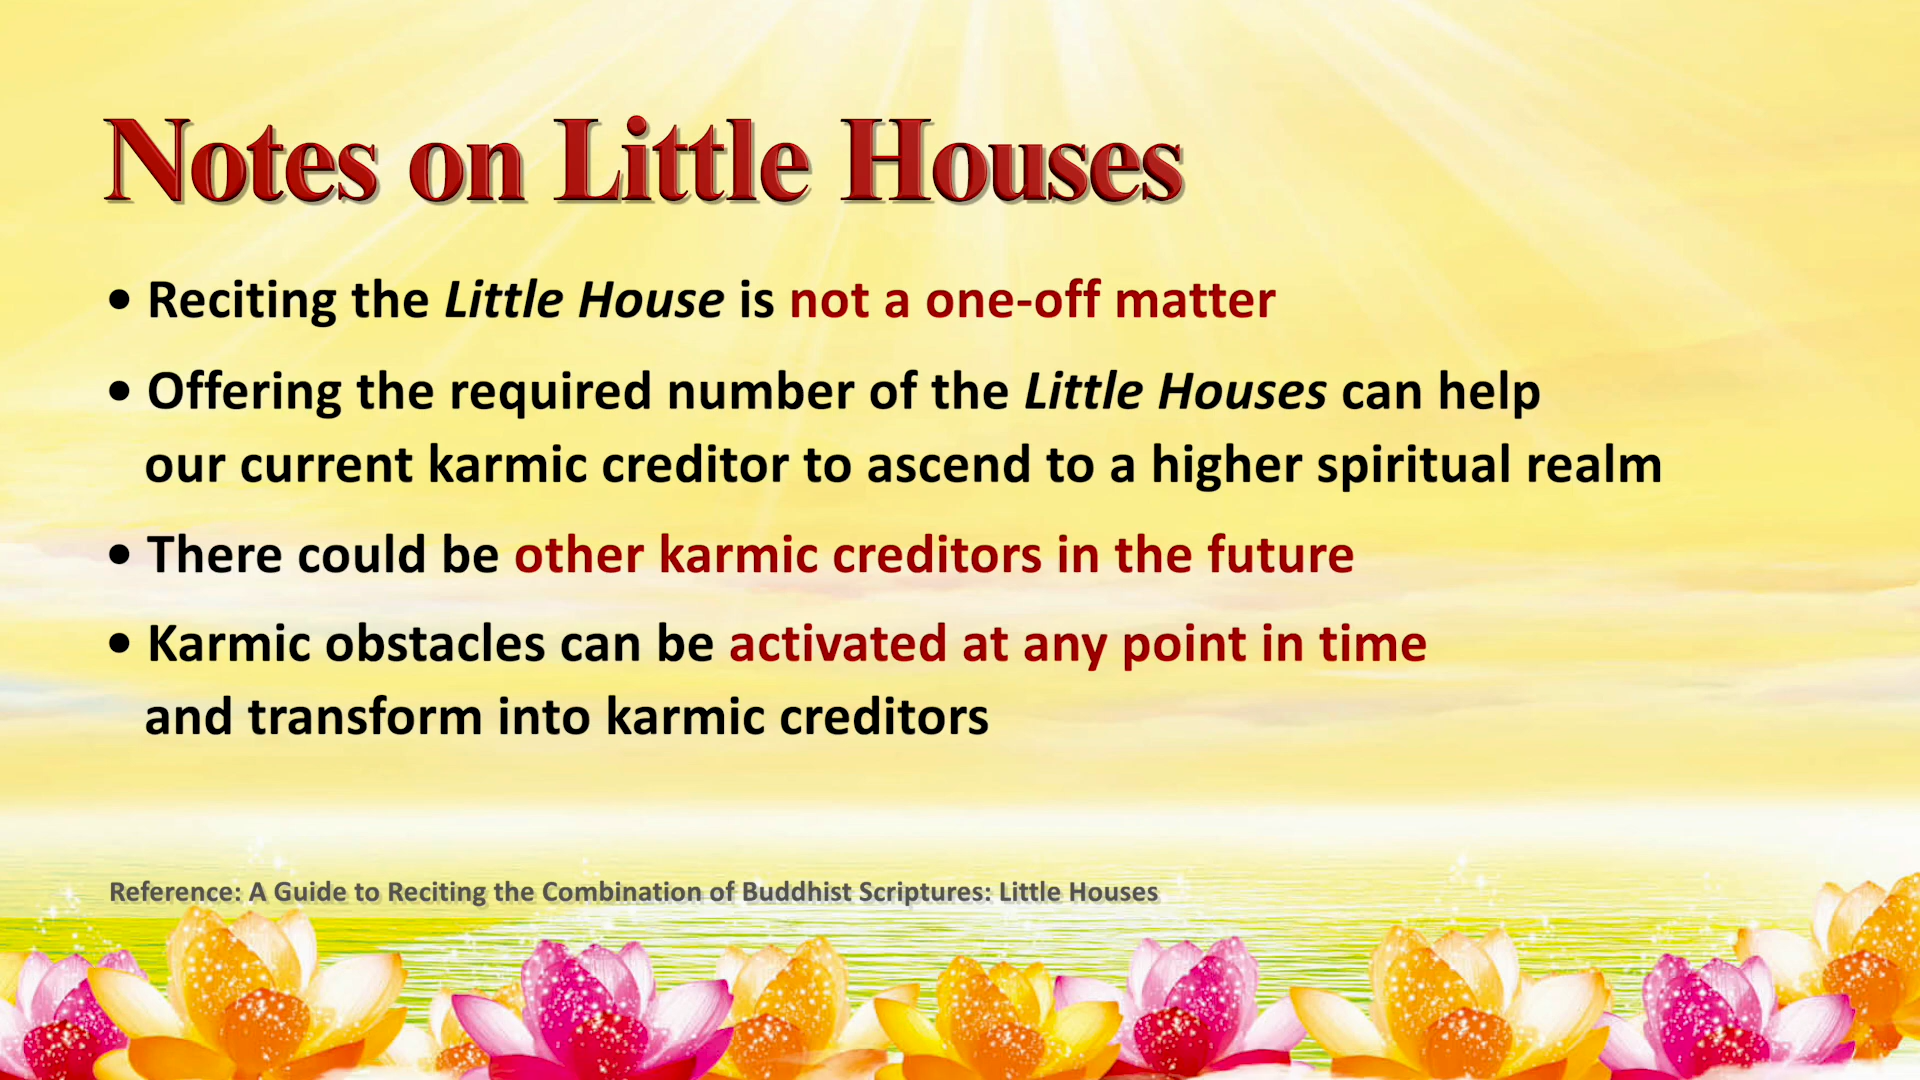 Notes on Little Houses
• Reciting the Little House is not a one-off matter
• Offering the required number of the Little Houses can help
our current karmic creditor to ascend to a higher spiritual realm
• There could be other karmic creditors in the future
• Karmic obstacles can be activated at any point in time
and transform into karmic creditors
Reference: A Guide to Reciting the Combination of Buddhist Scriptures: Little Houses